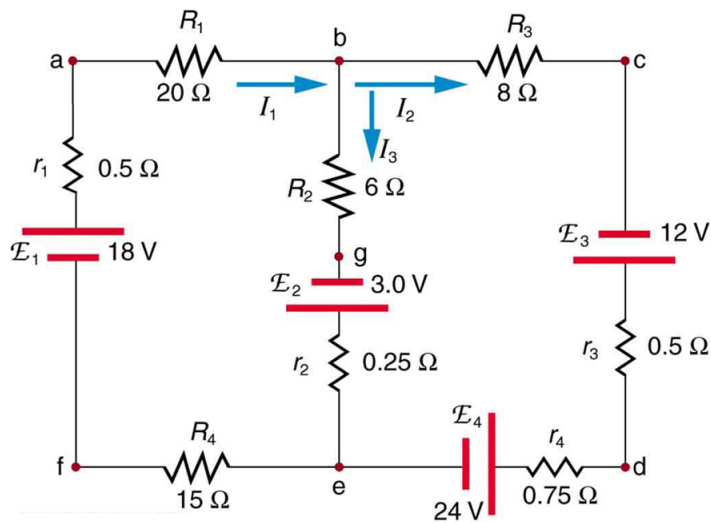 R₁
b
R₃
a
c
20 Ω
I₁
I₂
8 Ω
I₃
r₁
0.5 Ω
R₂
6 Ω
ℰ₁
18 V
g
ℰ₃
12 V
ℰ₂
3.0 V
r₂
0.25 Ω
r₃
0.5 Ω
R₄
ℰ₄
r₄
f
e
d
15 Ω
24 V
0.75 Ω